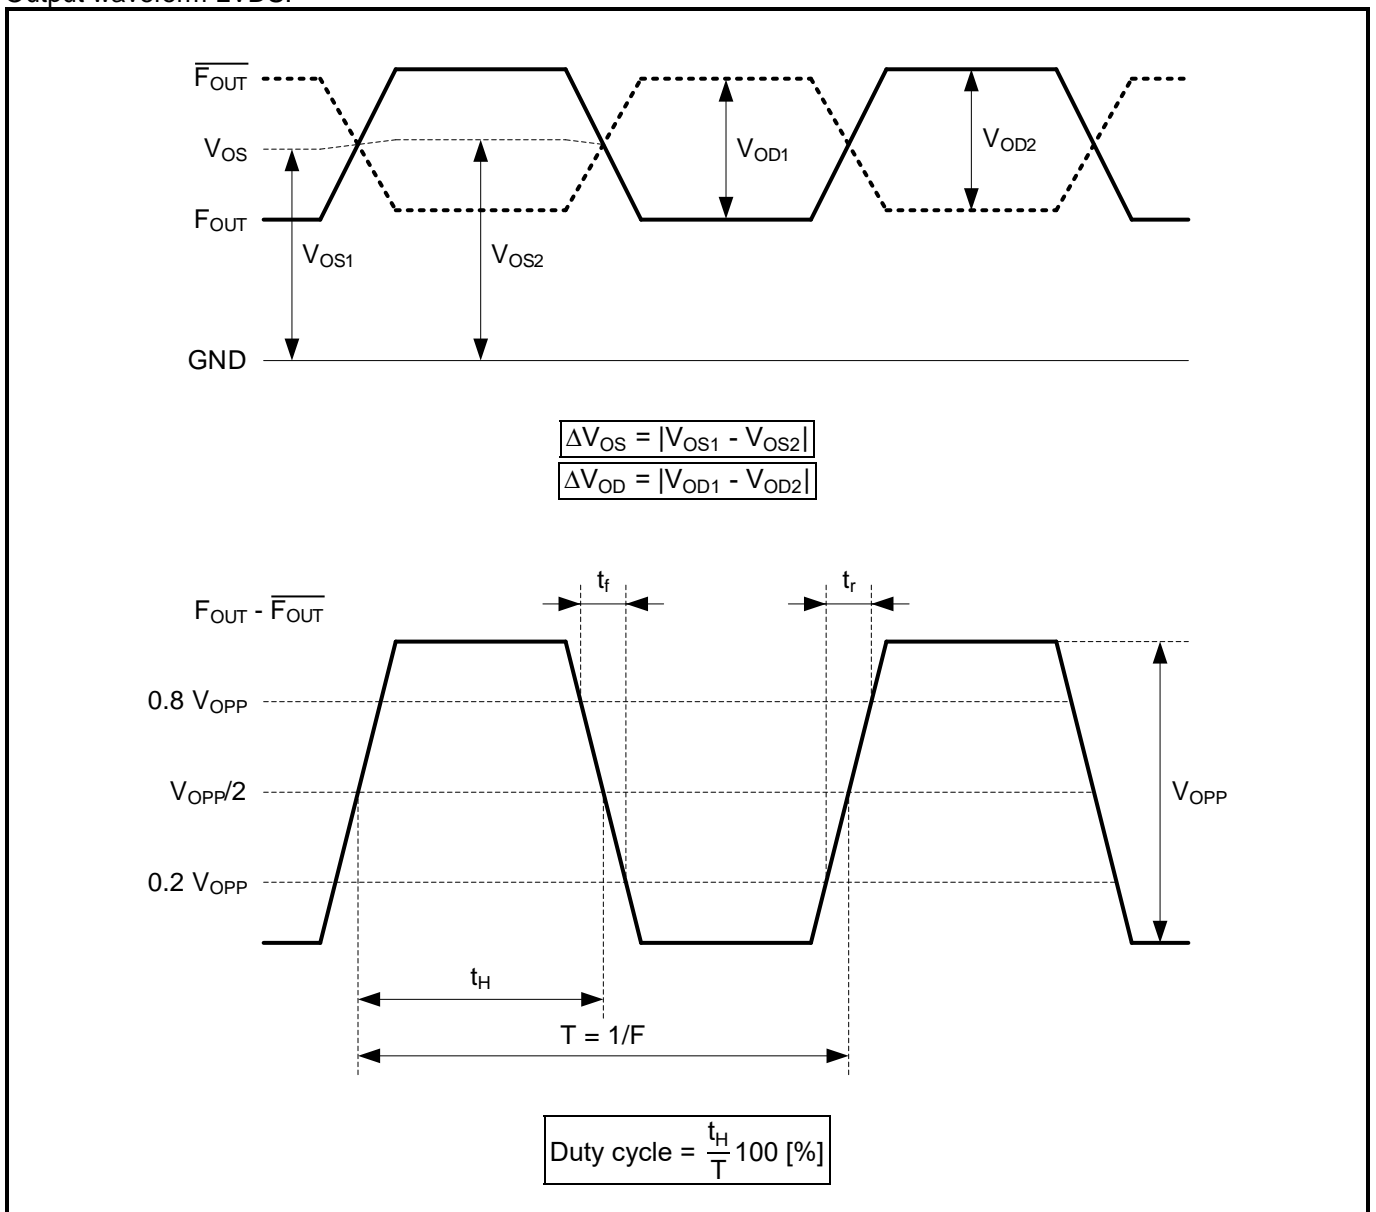 Output waveform LVDS:
F̅O̅U̅T̅
VOS
VOD1
VOD2
FOUT
VOS1
VOS2
GND
ΔVOS = |VOS1 - VOS2|
ΔVOD = |VOD1 - VOD2|
tf
tr
FOUT - F̅O̅U̅T̅
0.8 VOPP
VOPP/2
VOPP
0.2 VOPP
tH
T = 1/F
Duty cycle = tH/T 100 [%]